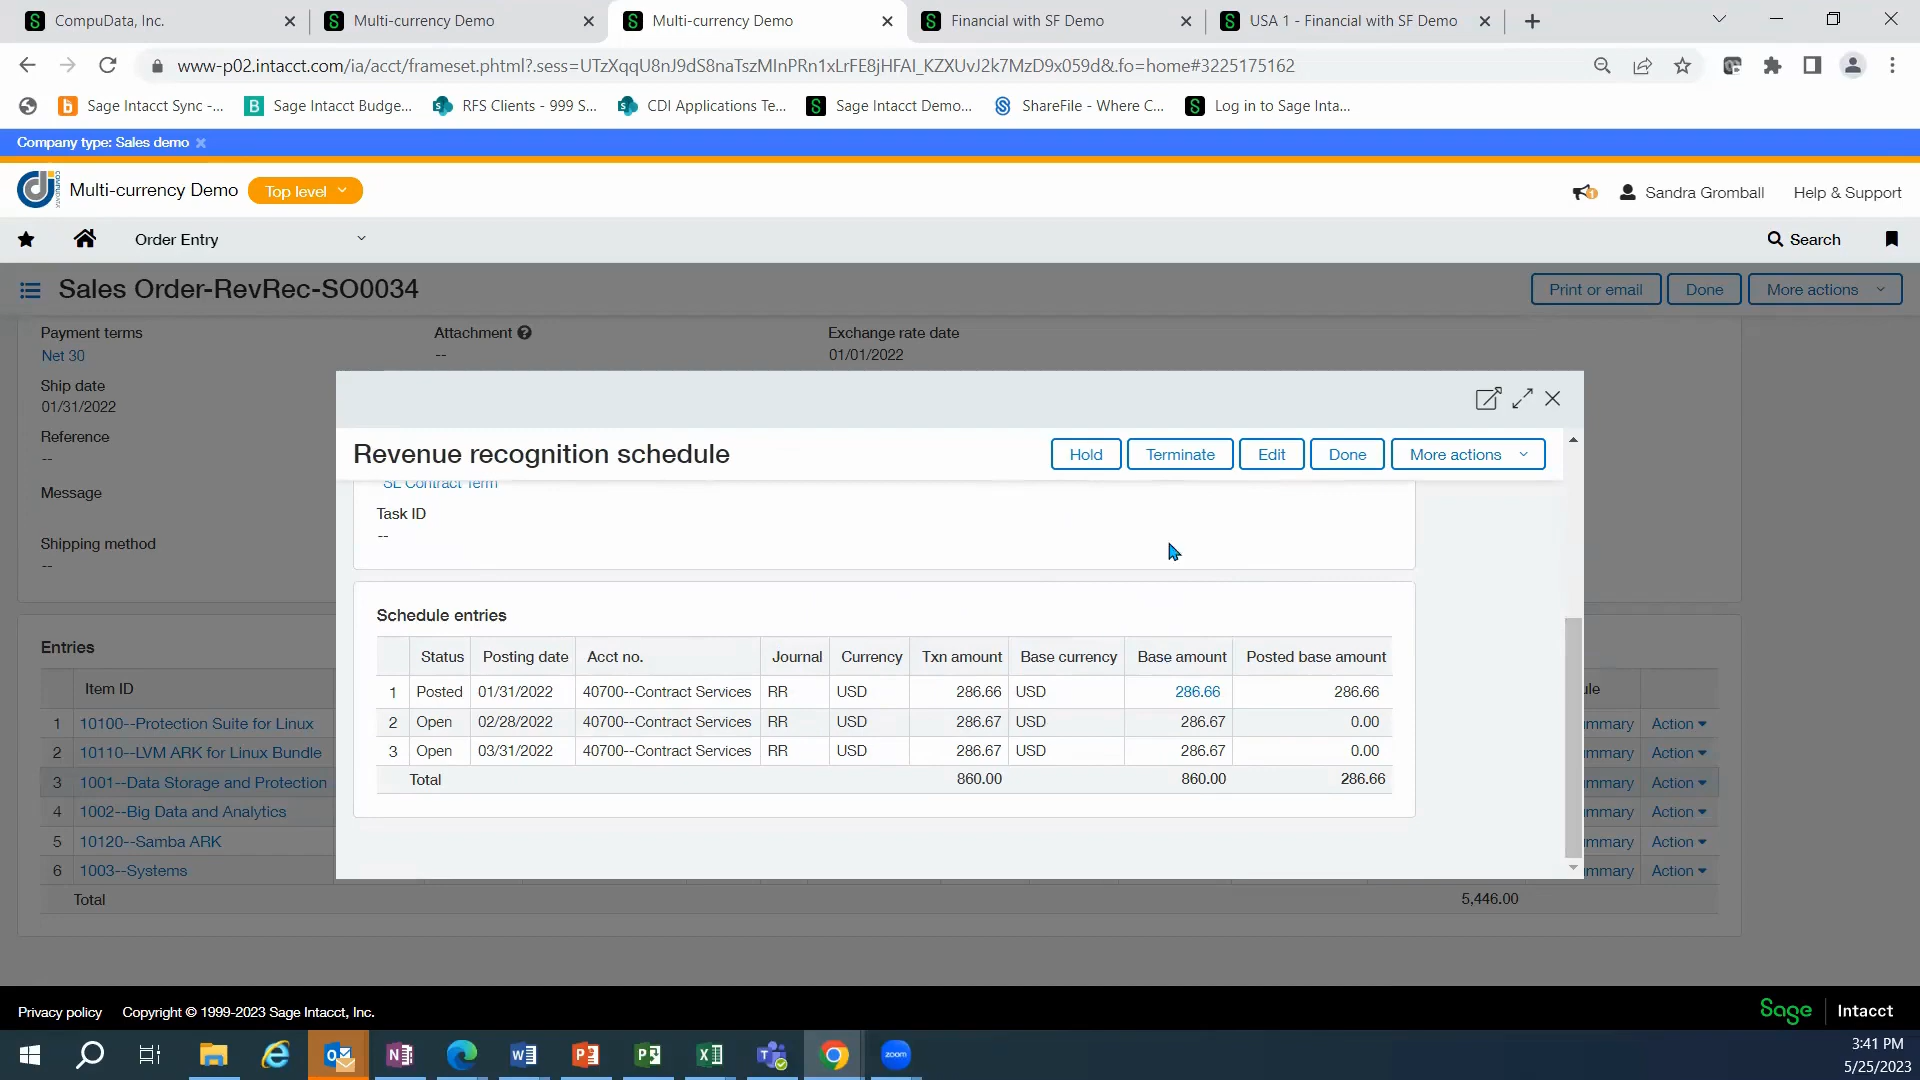 CompuData, Inc.
Multi-currency Demo
Multi-currency Demo
Financial with SF Demo
USA 1 - Financial with SF Demo
www-p02.intacct.com/ia/acct/frameset.phtml?.sess=UTzXqqU8nJ9dS8naTszMInPRn1xLrFE8jHFAI_KZXUvJ2k7MzD9x059d&.fo=home#3225175162
Sage Intacct Sync -...
Sage Intacct Budge...
RFS Clients - 999 S...
CDI Applications Te...
Sage Intacct Demo...
ShareFile - Where C...
Log in to Sage Inta...
Company type: Sales demo
Multi-currency Demo
Top level
Sandra Gromball
Help & Support
Order Entry
Search
Sales Order-RevRec-SO0034
Print or email
Done
More actions
Payment terms
Net 30
Attachment
--
Exchange rate date
01/01/2022
Ship date
01/31/2022
Reference
--
Message
Shipping method
--
Revenue recognition schedule
Hold
Terminate
Edit
Done
More actions
SE Contract Term
Task ID
--
Schedule entries
Status Posting date Acct no. Journal Currency Txn amount Base currency Base amount Posted base amount
1 Posted 01/31/2022 40700--Contract Services RR USD 286.66 USD 286.66 286.66
2 Open 02/28/2022 40700--Contract Services RR USD 286.67 USD 286.67 0.00
3 Open 03/31/2022 40700--Contract Services RR USD 286.67 USD 286.67 0.00
Total 860.00 860.00 286.66
Entries
Item ID
1 10100--Protection Suite for Linux mmary Action
2 10110--LVM ARK for Linux Bundle mmary Action
3 1001--Data Storage and Protection mmary Action
4 1002--Big Data and Analytics mmary Action
5 10120--Samba ARK mmary Action
6 1003--Systems mmary Action
Total 5,446.00
Privacy policy
Copyright © 1999-2023 Sage Intacct, Inc.
Sage Intacct
zoom
3:41 PM
5/25/2023